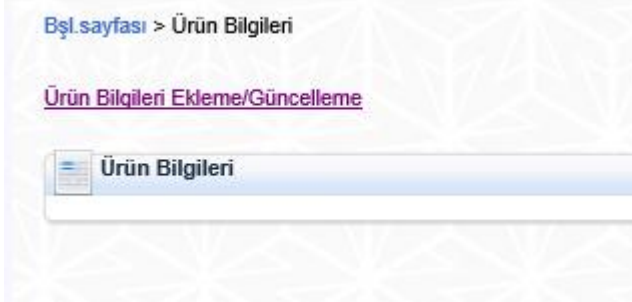 Bşl.sayfası > Ürün Bilgileri
Ürün Bilgileri Ekleme/Güncelleme
Ürün Bilgileri